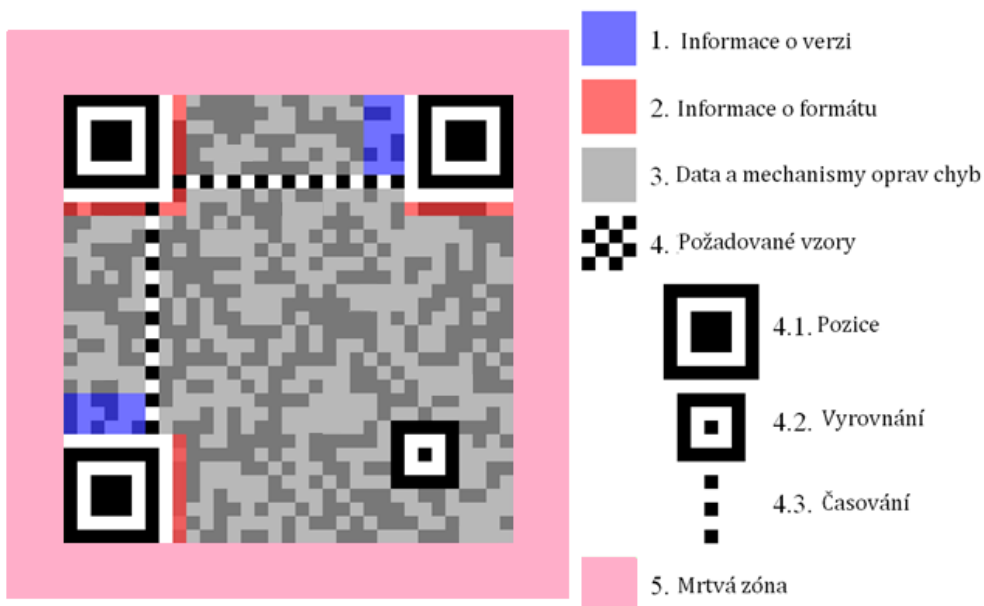 1. Informace o verzi
2. Informace o formátu
3. Data a mechanismy oprav chyb
4. Požadované vzory
4.1. Pozice
4.2. Vyrovnání
4.3. Časování
5. Mrtvá zóna